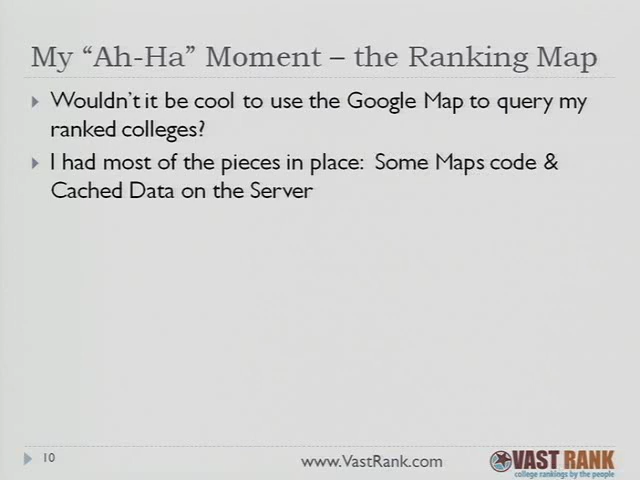 My “Ah-Ha” Moment – the Ranking Map
Wouldn't it be cool to use the Google Map to query my
ranked colleges?
I had most of the pieces in place: Some Maps code &
Cached Data on the Server
10
www.VastRank.com
VAST RANK
college rankings by the people